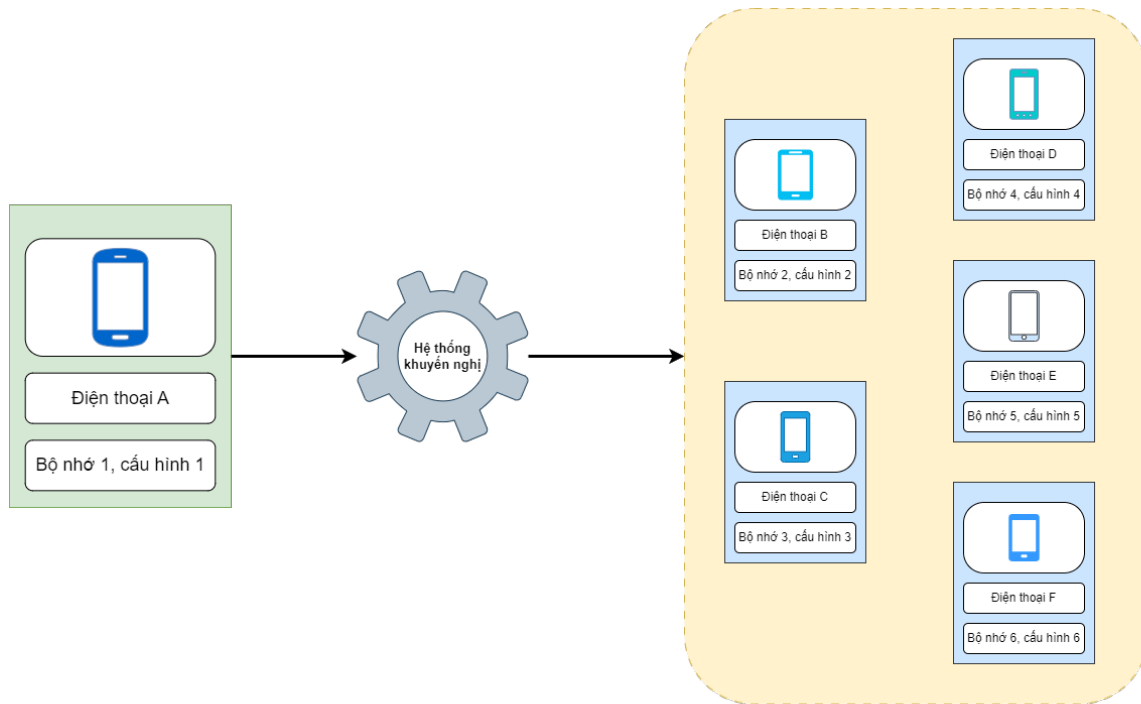 Điện thoại A
Bộ nhớ 1, cấu hình 1
Hệ thống
khuyến nghị
Điện thoại B
Bộ nhớ 2, cấu hình 2
Điện thoại C
Bộ nhớ 3, cấu hình 3
Điện thoại D
Bộ nhớ 4, cấu hình 4
Điện thoại E
Bộ nhớ 5, cấu hình 5
Điện thoại F
Bộ nhớ 6, cấu hình 6